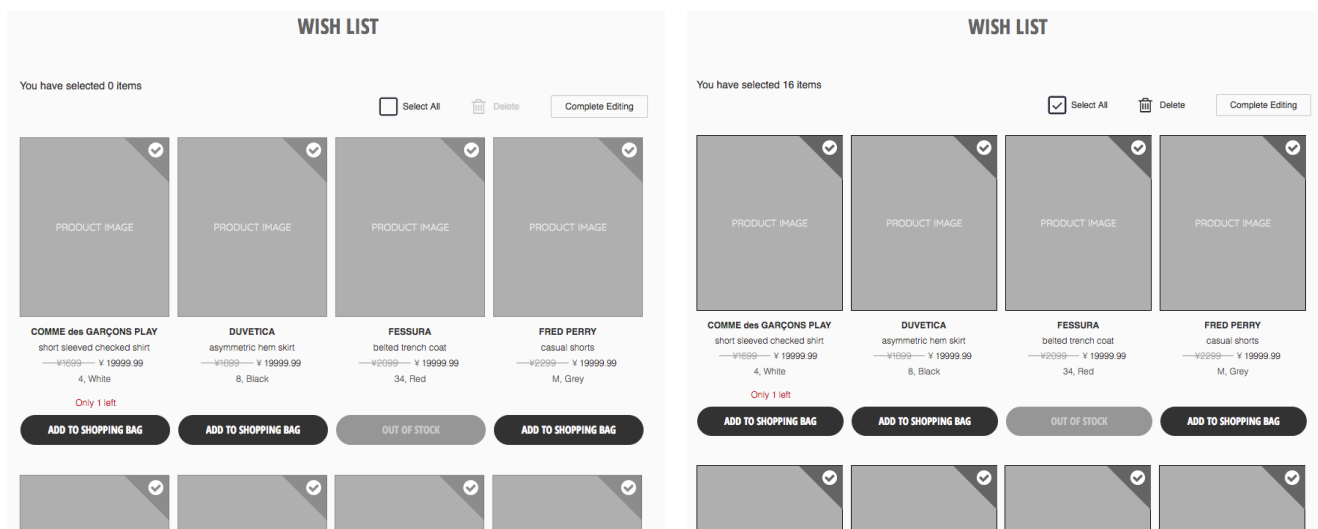 WISH LIST
You have selected 0 items
Select All
Delete
Complete Editing
PRODUCT IMAGE
PRODUCT IMAGE
PRODUCT IMAGE
PRODUCT IMAGE
COMME des GARÇONS PLAY
short sleeved checked shirt
¥1699 ¥ 19999.99
4, White
Only 1 left
ADD TO SHOPPING BAG
DUVETICA
asymmetric hem skirt
¥1899 ¥ 19999.99
8, Black
ADD TO SHOPPING BAG
FESSURA
belted trench coat
¥2099 ¥ 19999.99
34, Red
OUT OF STOCK
FRED PERRY
casual shorts
¥2299 ¥ 19999.99
M, Grey
ADD TO SHOPPING BAG
WISH LIST
You have selected 16 items
Select All
Delete
Complete Editing
PRODUCT IMAGE
PRODUCT IMAGE
PRODUCT IMAGE
PRODUCT IMAGE
COMME des GARÇONS PLAY
short sleeved checked shirt
¥1699 ¥ 19999.99
4, White
Only 1 left
ADD TO SHOPPING BAG
DUVETICA
asymmetric hem skirt
¥1899 ¥ 19999.99
8, Black
ADD TO SHOPPING BAG
FESSURA
belted trench coat
¥2099 ¥ 19999.99
34, Red
OUT OF STOCK
FRED PERRY
casual shorts
¥2299 ¥ 19999.99
M, Grey
ADD TO SHOPPING BAG